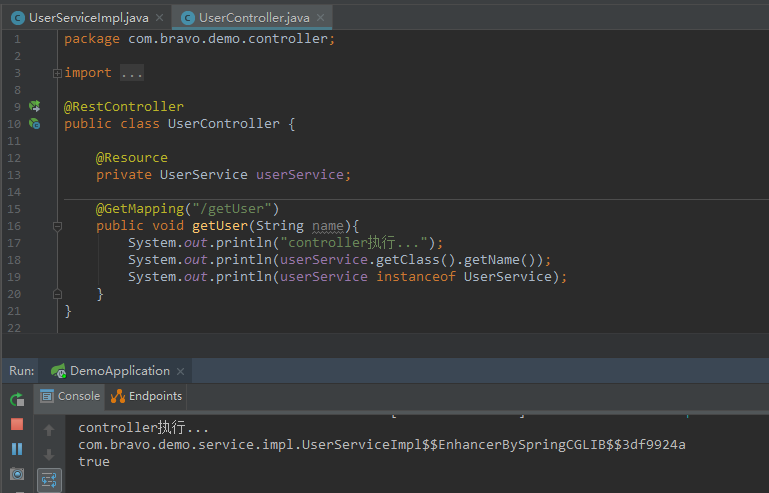 UserServiceImpl.java × UserController.java ×
1 package com.bravo.demo.controller;
2
3 import ...
8
9 @RestController
10 public class UserController {
11
12 @Resource
13 private UserService userService;
14
15 @GetMapping("/getUser")
16 public void getUser(String name){
17 System.out.println("controller执行...");
18 System.out.println(userService.getClass().getName());
19 System.out.println(userService instanceof UserService);
20 }
21 }
22
Run: DemoApplication ×
Console Endpoints
controller执行...
com.bravo.demo.service.impl.UserServiceImpl$$EnhancerBySpringCGLIB$$3df9924a
true